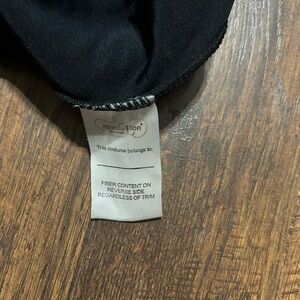 revolution
This costume belongs to:
FIBER CONTENT ON
REVERSE SIDE
REGARDLESS OF TRIM